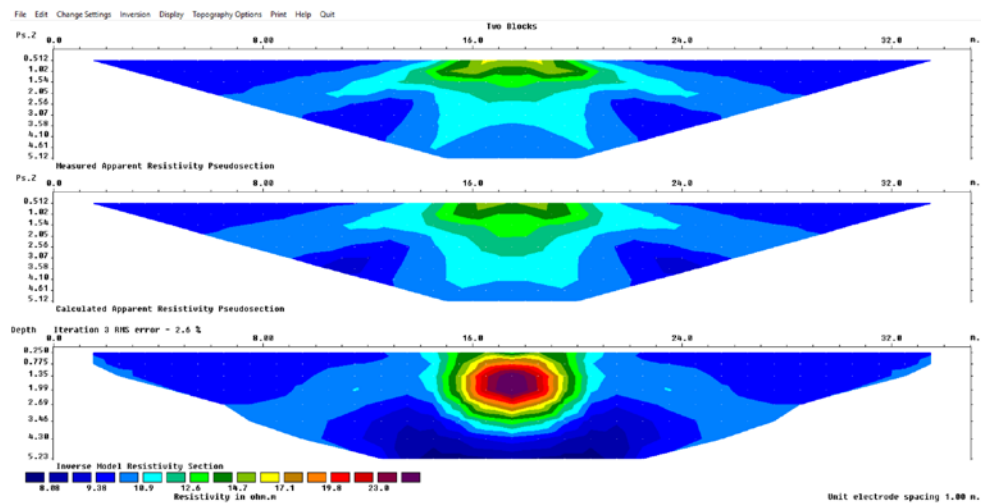 File Edit Change Settings Inversion Display Topography Options Print Help Quit
Two Blocks
Ps.Z 0.0 8.00 16.0 24.0 32.0 m.
0.512
1.02
1.54
2.05
2.56
3.07
3.58
4.10
4.61
5.12
Measured Apparent Resistivity Pseudosection
Ps.Z 0.0 8.00 16.0 24.0 32.0 m.
0.512
1.02
1.54
2.05
2.56
3.07
3.58
4.10
4.61
5.12
Calculated Apparent Resistivity Pseudosection
Depth Iteration 3 RMS error - 2.6 %
0.0 8.00 16.0 24.0 32.0 m.
0.250
0.775
1.35
1.99
2.69
3.46
4.30
5.23
Inverse Model Resistivity Section
8.08 9.38 10.9 12.6 14.7 17.1 19.8 23.0
Resistivity in ohm.m
Unit electrode spacing 1.00 m.